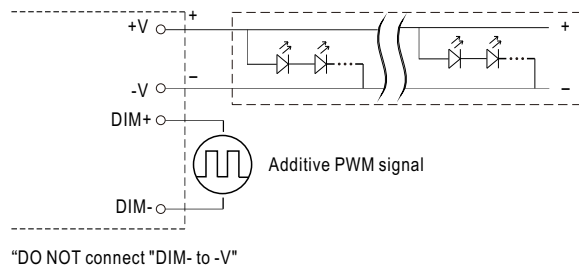 +V
+
+
-V
–
–
DIM+
Additive PWM signal
DIM-
“DO NOT connect "DIM- to -V"